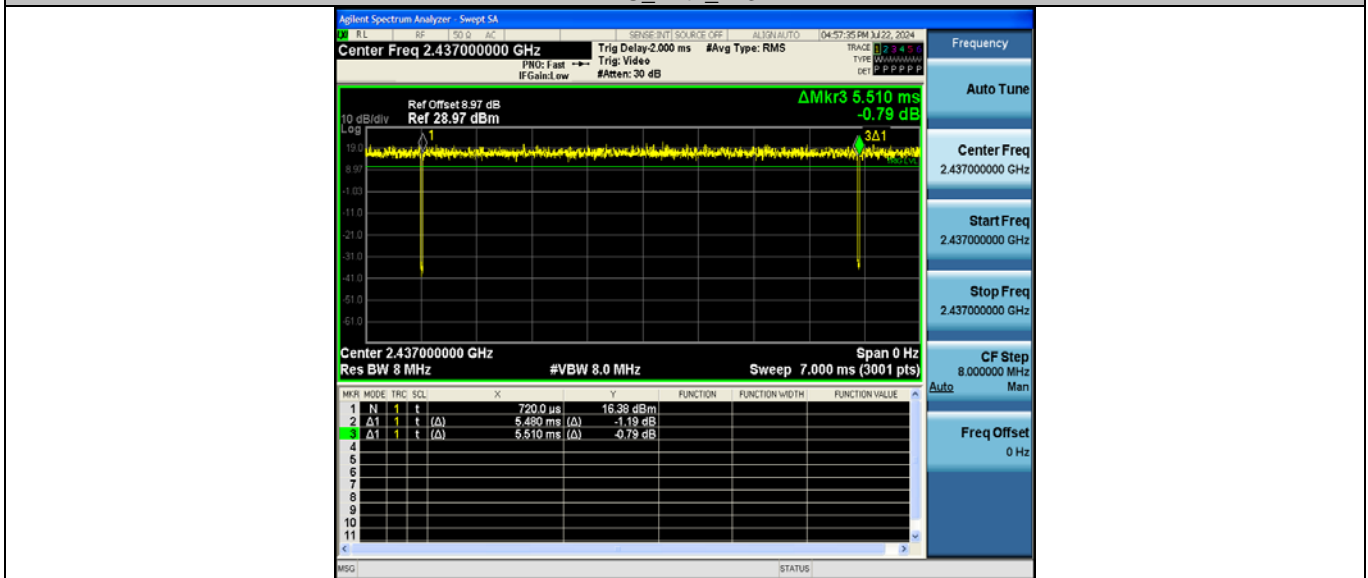 Agilent Spectrum Analyzer - Swept SA
RL RF 50 Ω AC SENSE:INT SOURCE OFF ALIGN AUTO 04:57:35 PM Jul 22, 2024
Center Freq 2.437000000 GHz Trig Delay-2.000 ms #Avg Type: RMS TRACE 1 2 3 4 5 6
PNO: Fast Trig: Video TYPE WWWWWW
IFGain:Low #Atten: 30 dB DET P P P P P P
Frequency
Auto Tune
Center Freq
2.437000000 GHz
Start Freq
2.437000000 GHz
Stop Freq
2.437000000 GHz
CF Step
8.000000 MHz
Auto Man
Freq Offset
0 Hz
ΔMkr3 5.510 ms
-0.79 dB
Ref Offset 8.97 dB
10 dB/div Ref 28.97 dBm
Log
1
3Δ1
19.0
8.97
-1.03
-11.0
-21.0
-31.0
-41.0
-51.0
-61.0
Center 2.437000000 GHz Span 0 Hz
Res BW 8 MHz #VBW 8.0 MHz Sweep 7.000 ms (3001 pts)
MKR MODE TRC SCL X Y FUNCTION FUNCTION WIDTH FUNCTION VALUE
1 N 1 t 720.0 µs 16.38 dBm
2 Δ1 1 t (Δ) 5.480 ms (Δ) -1.19 dB
3 Δ1 1 t (Δ) 5.510 ms (Δ) -0.79 dB
4
5
6
7
8
9
10
11
MSG STATUS